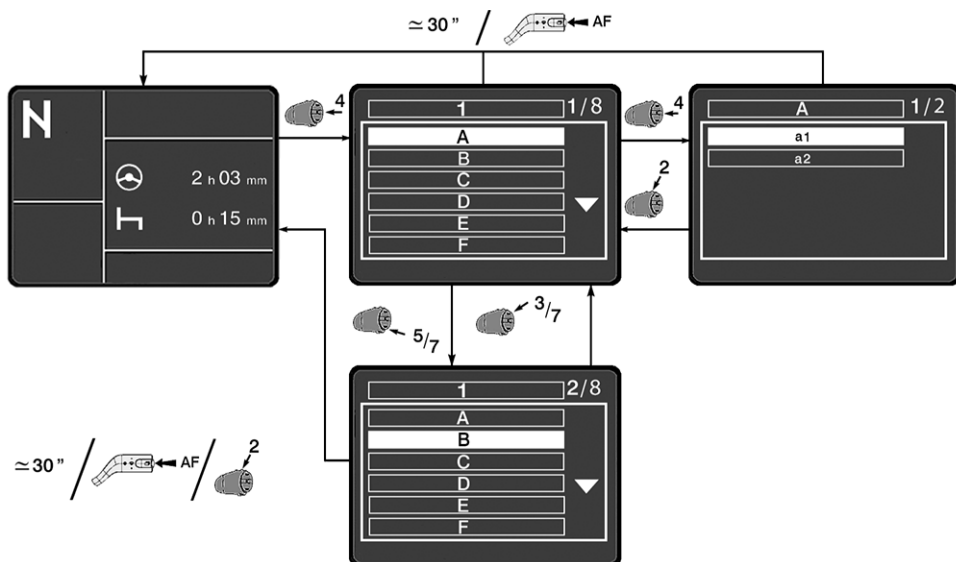 ≃ 30 " / AF
N
2 h 03 mm
0 h 15 mm
4
1 1/8
A
B
C
D
E
F
4
2
A 1/2
a1
a2
5/7
3/7
1 2/8
A
B
C
D
E
F
≃ 30 " / AF / 2